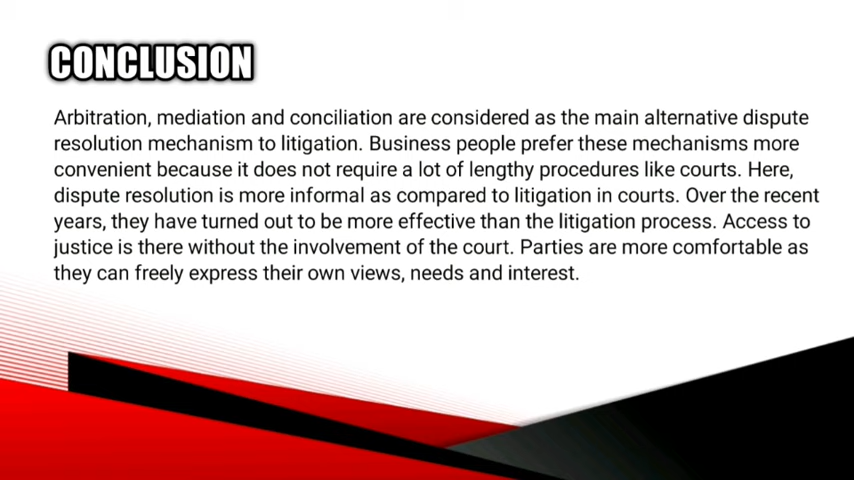 CONCLUSION
Arbitration, mediation and conciliation are considered as the main alternative dispute
resolution mechanism to litigation. Business people prefer these mechanisms more
convenient because it does not require a lot of lengthy procedures like courts. Here,
dispute resolution is more informal as compared to litigation in courts. Over the recent
years, they have turned out to be more effective than the litigation process. Access to
justice is there without the involvement of the court. Parties are more comfortable as
they can freely express their own views, needs and interest.